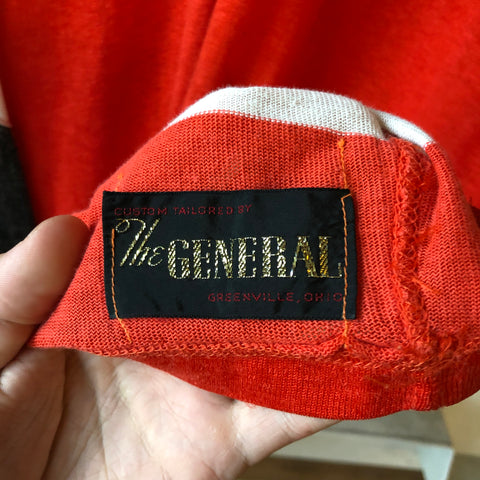 CUSTOM TAILORED BY
The GENERAL
GREENVILLE, OHIO